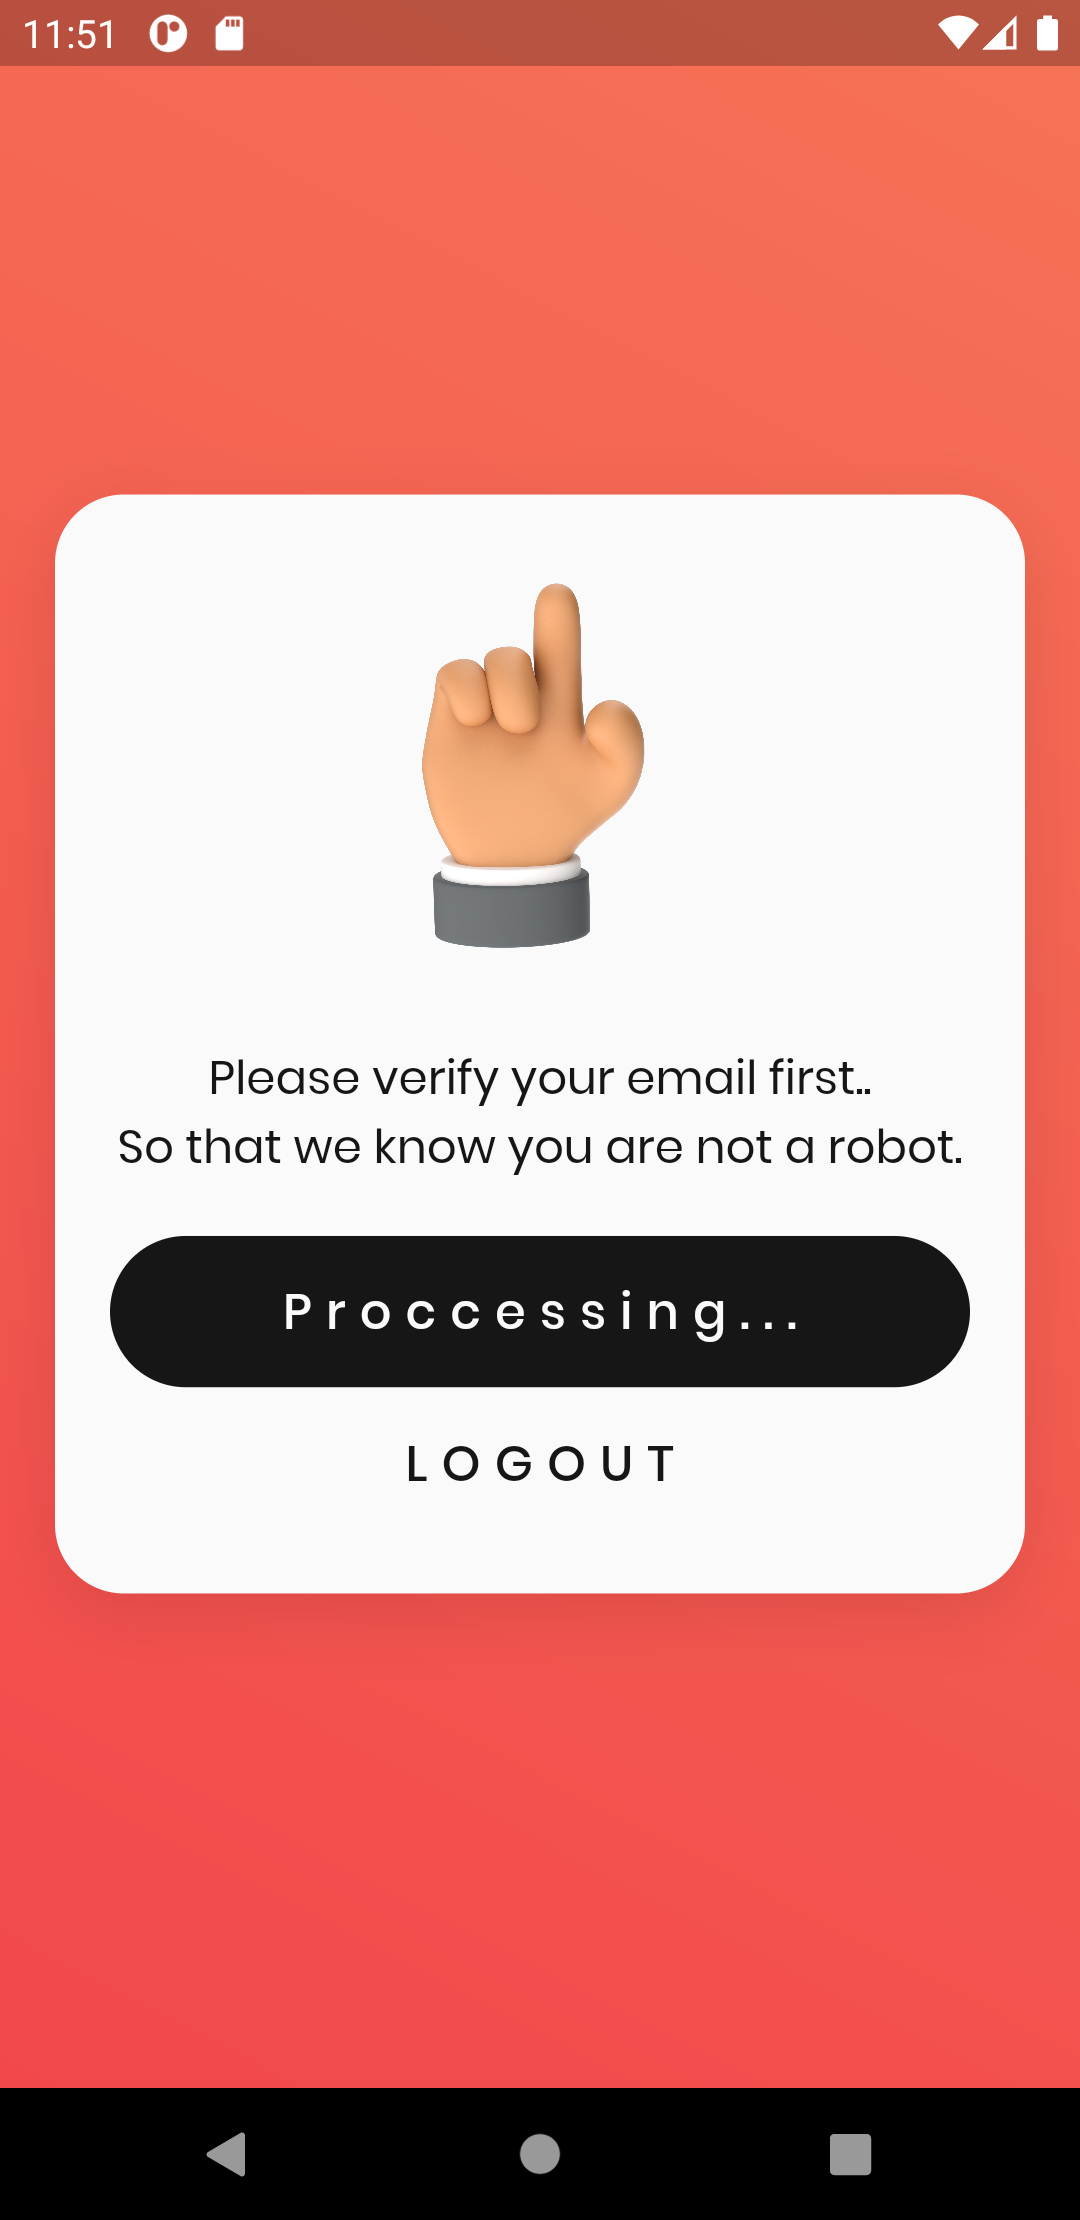 11:51
Please verify your email first..
So that we know you are not a robot.
Proccessing...
LOGOUT